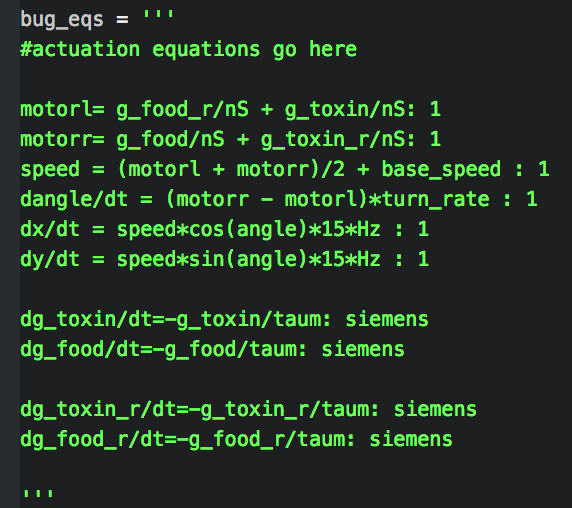 bug_eqs = '''
#actuation equations go here
motorl= g_food_r/nS + g_toxin/nS: 1
motorr= g_food/nS + g_toxin_r/nS: 1
speed = (motorl + motorr)/2 + base_speed : 1
dangle/dt = (motorr - motorl)*turn_rate : 1
dx/dt = speed*cos(angle)*15*Hz : 1
dy/dt = speed*sin(angle)*15*Hz : 1
dg_toxin/dt=-g_toxin/taum: siemens
dg_food/dt=-g_food/taum: siemens
dg_toxin_r/dt=-g_toxin_r/taum: siemens
dg_food_r/dt=-g_food_r/taum: siemens
'''